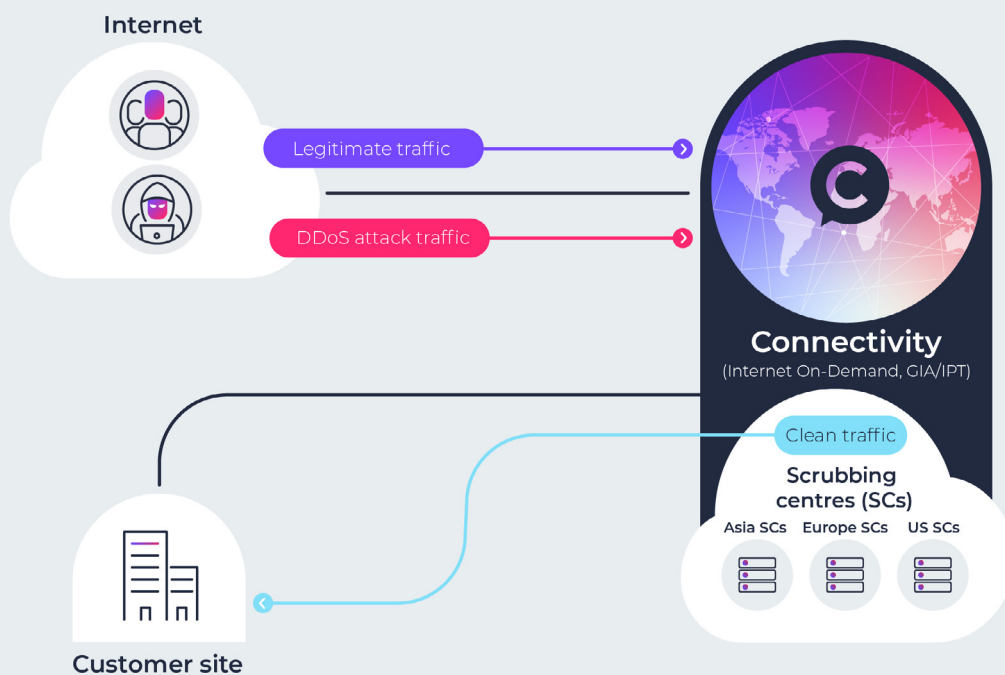 Internet
Legitimate traffic
DDoS attack traffic
C
Connectivity
(Internet On-Demand, GIA/IPT)
Clean traffic
Scrubbing
centres (SCs)
Asia SCs Europe SCs US SCs
Customer site